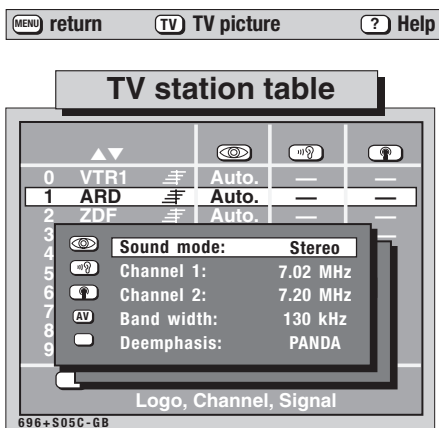 MENU return TV TV picture ? Help
TV station table
0 VTR1 Auto. — —
1 ARD Auto. — —
2 ZDF Auto. — —
3
4 Sound mode: Stereo
5 Channel 1: 7.02 MHz
6 Channel 2: 7.20 MHz
7 AV Band width: 130 kHz
8 Deemphasis: PANDA
9
Logo, Channel, Signal
696+S05C-GB